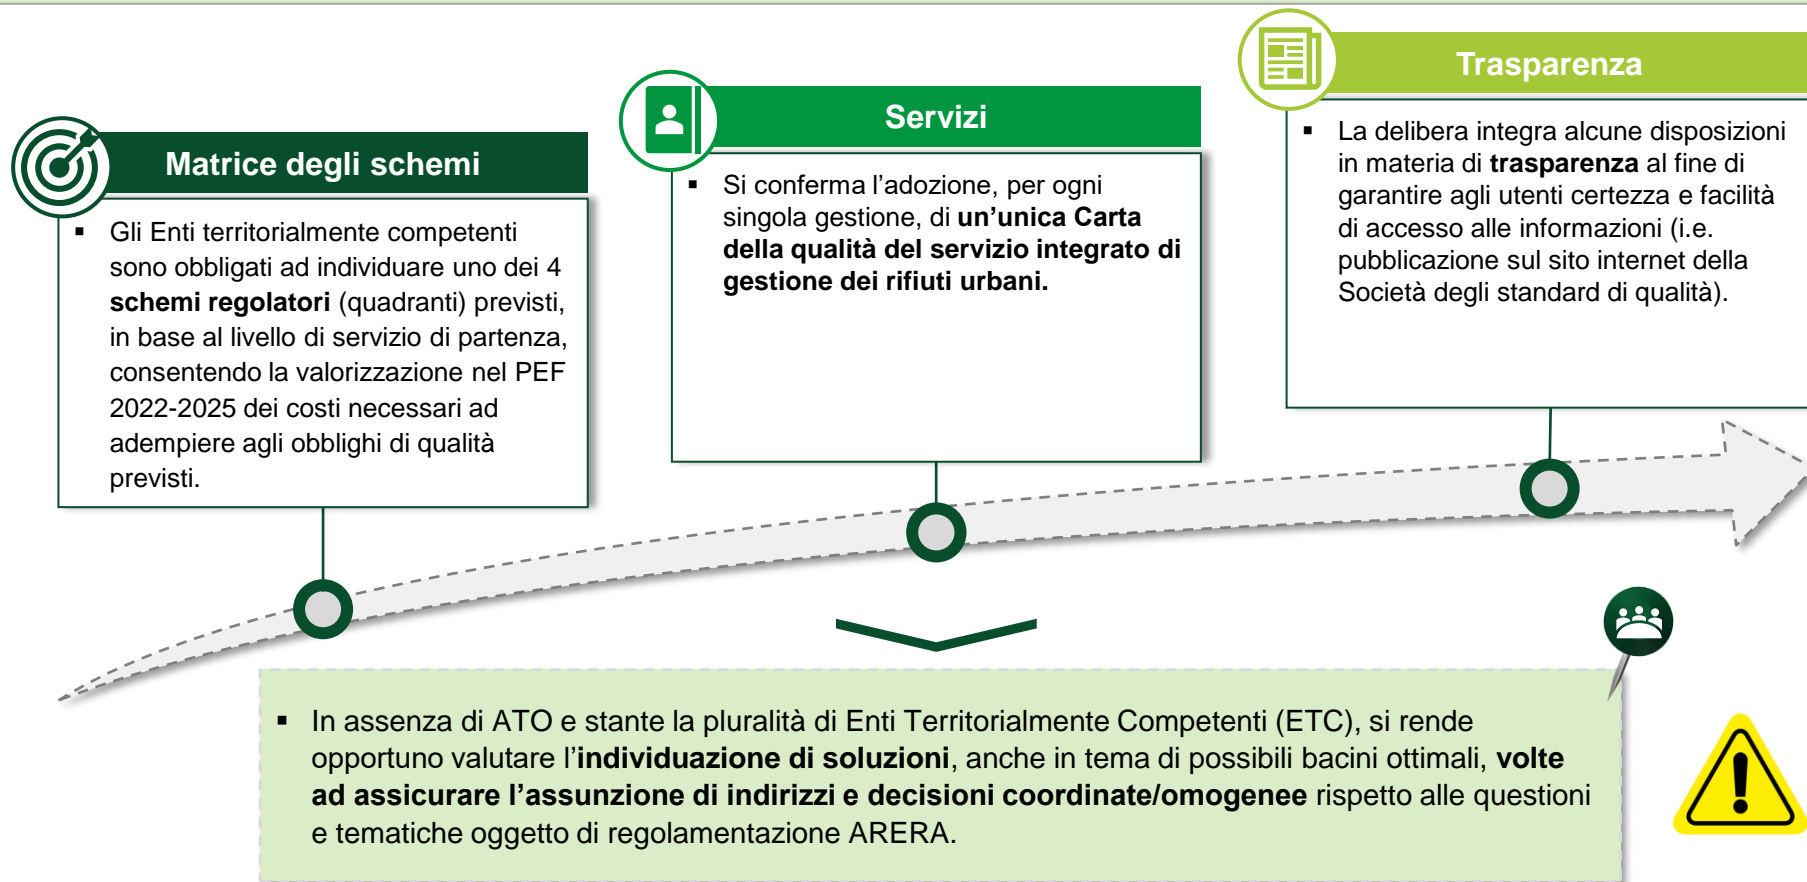 Matrice degli schemi
▪ Gli Enti territorialmente competenti
sono obbligati ad individuare uno dei 4
schemi regolatori (quadranti) previsti,
in base al livello di servizio di partenza,
consentendo la valorizzazione nel PEF
2022-2025 dei costi necessari ad
adempiere agli obblighi di qualità
previsti.
Servizi
▪ Si conferma l’adozione, per ogni
singola gestione, di un’unica Carta
della qualità del servizio integrato di
gestione dei rifiuti urbani.
Trasparenza
▪ La delibera integra alcune disposizioni
in materia di trasparenza al fine di
garantire agli utenti certezza e facilità
di accesso alle informazioni (i.e.
pubblicazione sul sito internet della
Società degli standard di qualità).
▪ In assenza di ATO e stante la pluralità di Enti Territorialmente Competenti (ETC), si rende
opportuno valutare l’individuazione di soluzioni, anche in tema di possibili bacini ottimali, volte
ad assicurare l’assunzione di indirizzi e decisioni coordinate/omogenee rispetto alle questioni
e tematiche oggetto di regolamentazione ARERA.